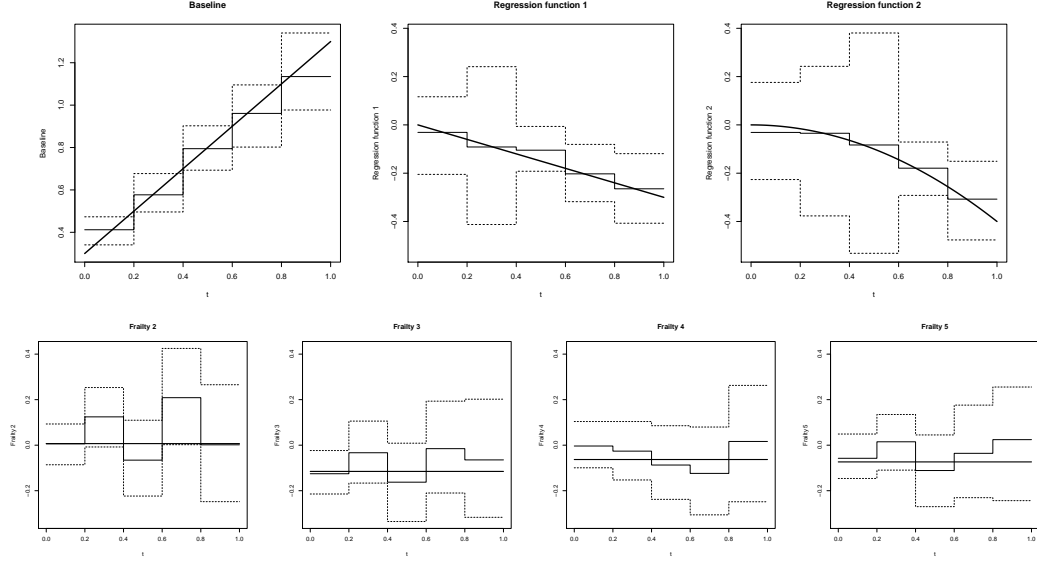 Baseline
Baseline
0.4 0.6 0.8 1.0 1.2
0.0 0.2 0.4 0.6 0.8 1.0
t
Regression function 1
Regression function 1
−0.4 −0.2 0.0 0.2 0.4
0.0 0.2 0.4 0.6 0.8 1.0
t
Regression function 2
Regression function 2
−0.4 −0.2 0.0 0.2 0.4
0.0 0.2 0.4 0.6 0.8 1.0
t
Frailty 2
Frailty 2
−0.2 0.0 0.2 0.4
0.0 0.2 0.4 0.6 0.8 1.0
t
Frailty 3
Frailty 3
−0.2 0.0 0.2 0.4
0.0 0.2 0.4 0.6 0.8 1.0
t
Frailty 4
Frailty 4
−0.2 0.0 0.2 0.4
0.0 0.2 0.4 0.6 0.8 1.0
t
Frailty 5
Frailty 5
−0.2 0.0 0.2 0.4
0.0 0.2 0.4 0.6 0.8 1.0
t